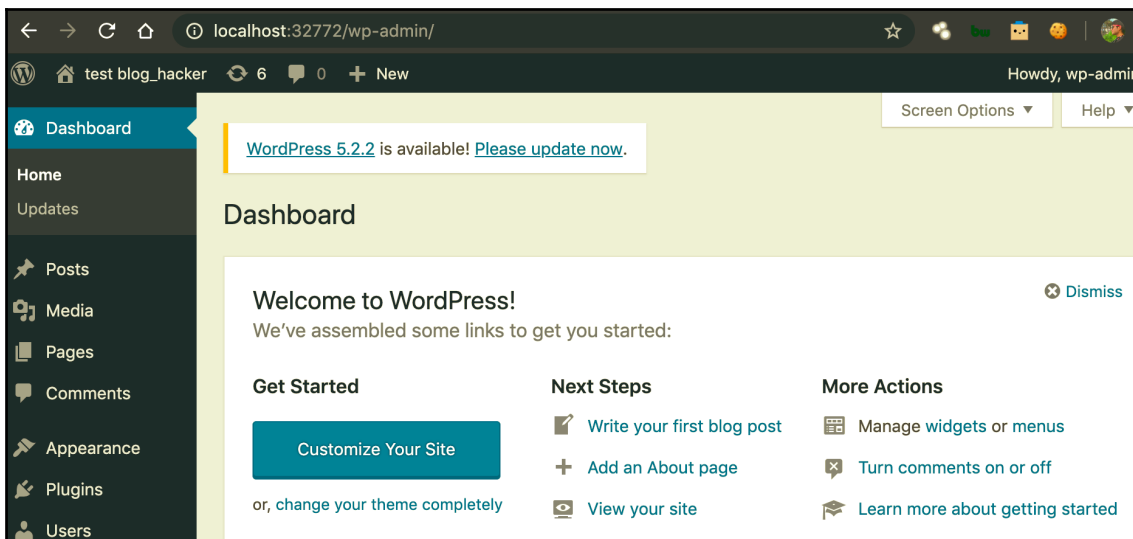 localhost:32772/wp-admin/
test blog_hacker 6 0 New Howdy, wp-admin
Screen Options Help
Dashboard
WordPress 5.2.2 is available! Please update now.
Home
Updates
Dashboard
Posts
Media
Pages
Comments
Appearance
Plugins
Users
Welcome to WordPress!
Dismiss
We've assembled some links to get you started:
Get Started
Customize Your Site
or, change your theme completely
Next Steps
Write your first blog post
Add an About page
View your site
More Actions
Manage widgets or menus
Turn comments on or off
Learn more about getting started